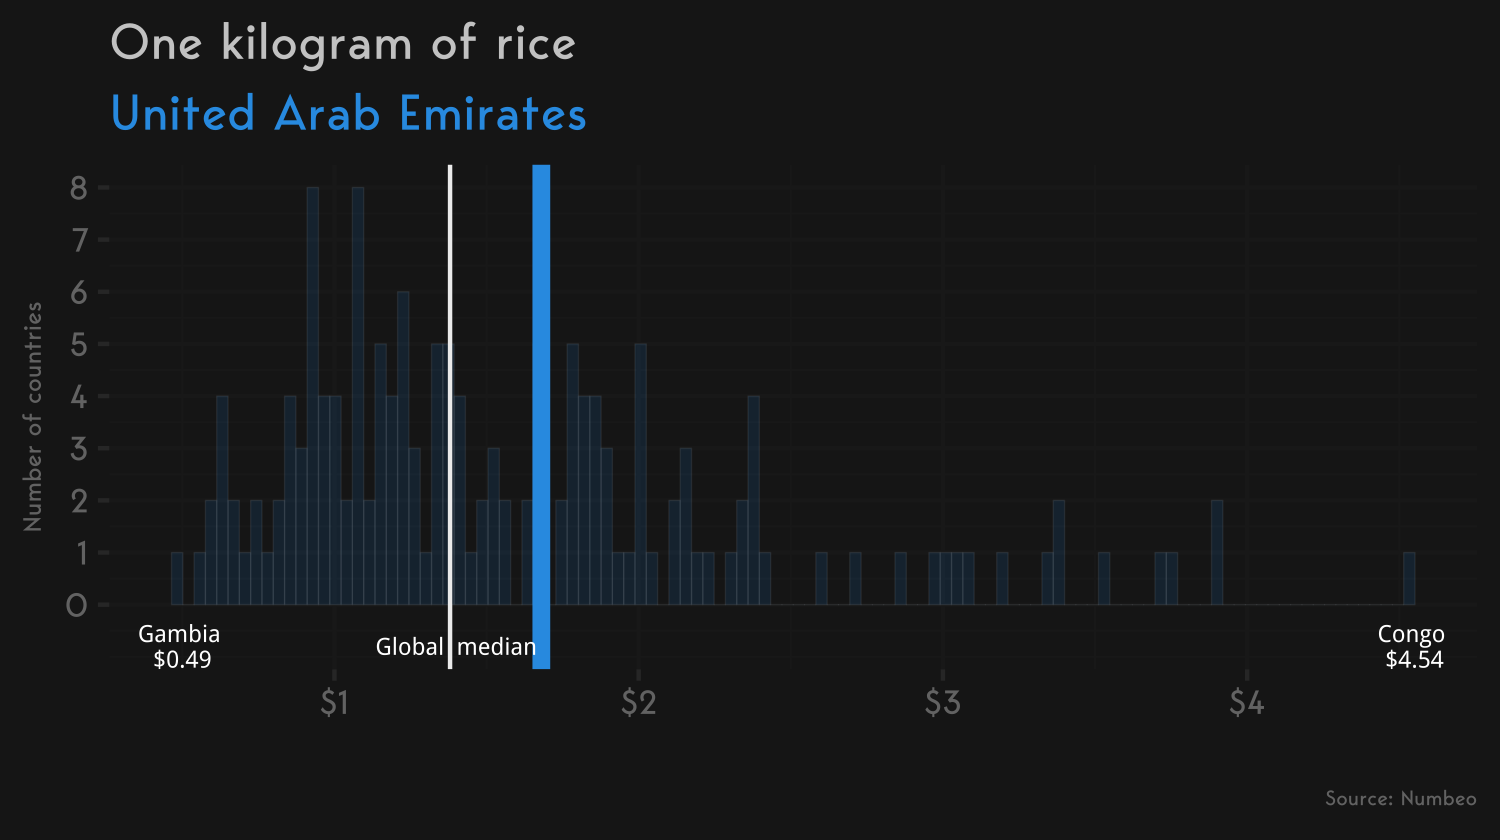 One kilogram of rice
United Arab Emirates
Number of countries
8
7
6
5
4
3
2
1
0
Gambia
$0.49
Global median
Congo
$4.54
$1 $2 $3 $4
Source: Numbeo